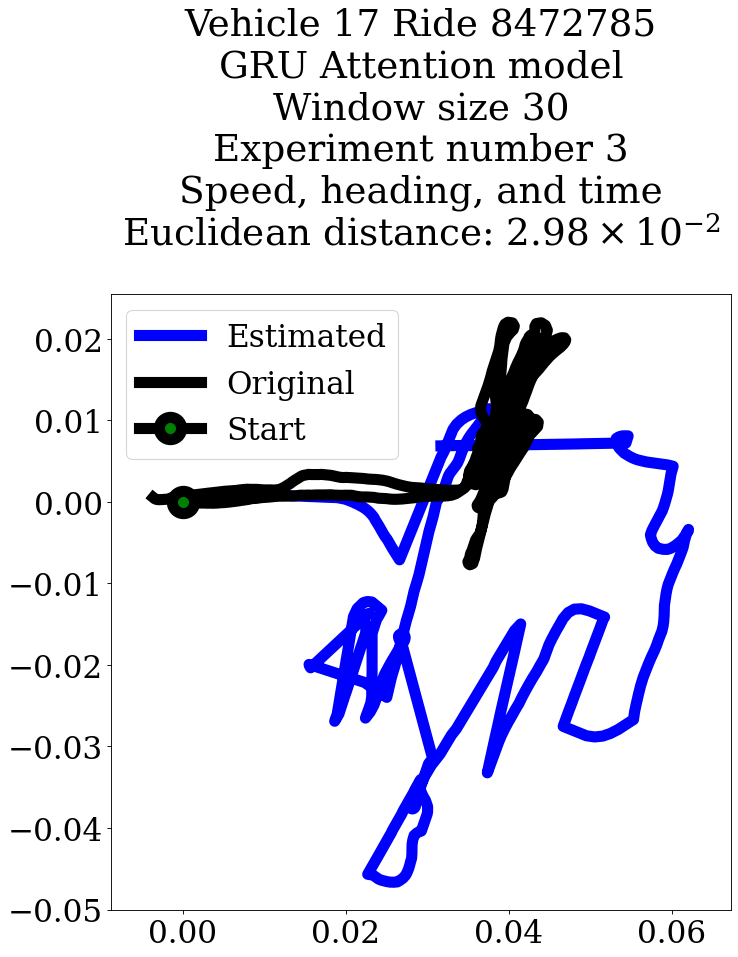 Vehicle 17 Ride 8472785
GRU Attention model
Window size 30
Experiment number 3
Speed, heading, and time
Euclidean distance: 2.98 × 10⁻²
Estimated
Original
Start
0.02
0.01
0.00
−0.01
−0.02
−0.03
−0.04
−0.05
0.00 0.02 0.04 0.06